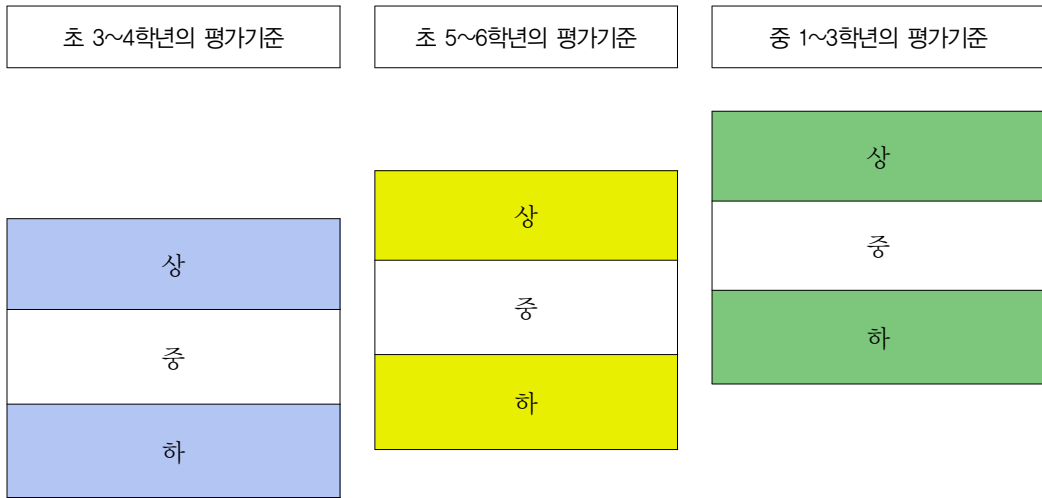 초 3~4학년의 평가기준
초 5~6학년의 평가기준
중 1~3학년의 평가기준
상
중
하
상
중
하
상
중
하